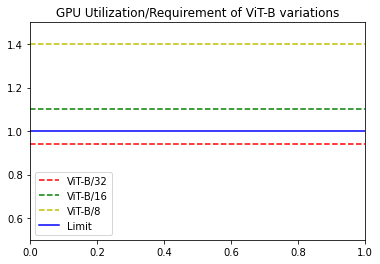 GPU Utilization/Requirement of ViT-B variations
1.4
1.2
1.0
0.8
0.6
ViT-B/32
ViT-B/16
ViT-B/8
Limit
0.0 0.2 0.4 0.6 0.8 1.0